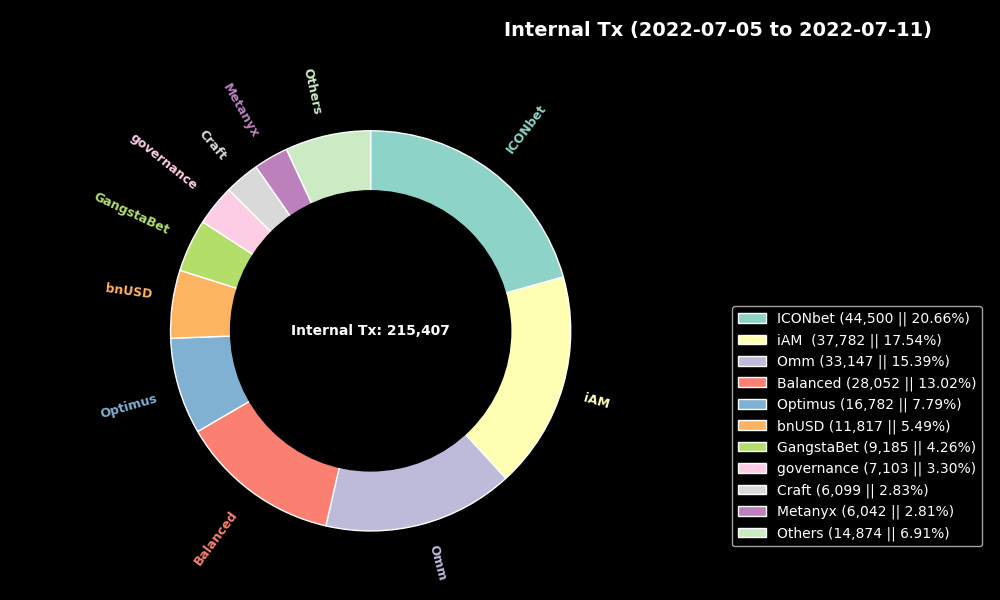 Internal Tx (2022-07-05 to 2022-07-11)
Others
Metanyx
ICONbet
Craft
governance
GangstaBet
bnUSD
Internal Tx: 215,407
Optimus
iAM
Balanced
Omm
ICONbet (44,500 || 20.66%)
iAM  (37,782 || 17.54%)
Omm (33,147 || 15.39%)
Balanced (28,052 || 13.02%)
Optimus (16,782 || 7.79%)
bnUSD (11,817 || 5.49%)
GangstaBet (9,185 || 4.26%)
governance (7,103 || 3.30%)
Craft (6,099 || 2.83%)
Metanyx (6,042 || 2.81%)
Others (14,874 || 6.91%)